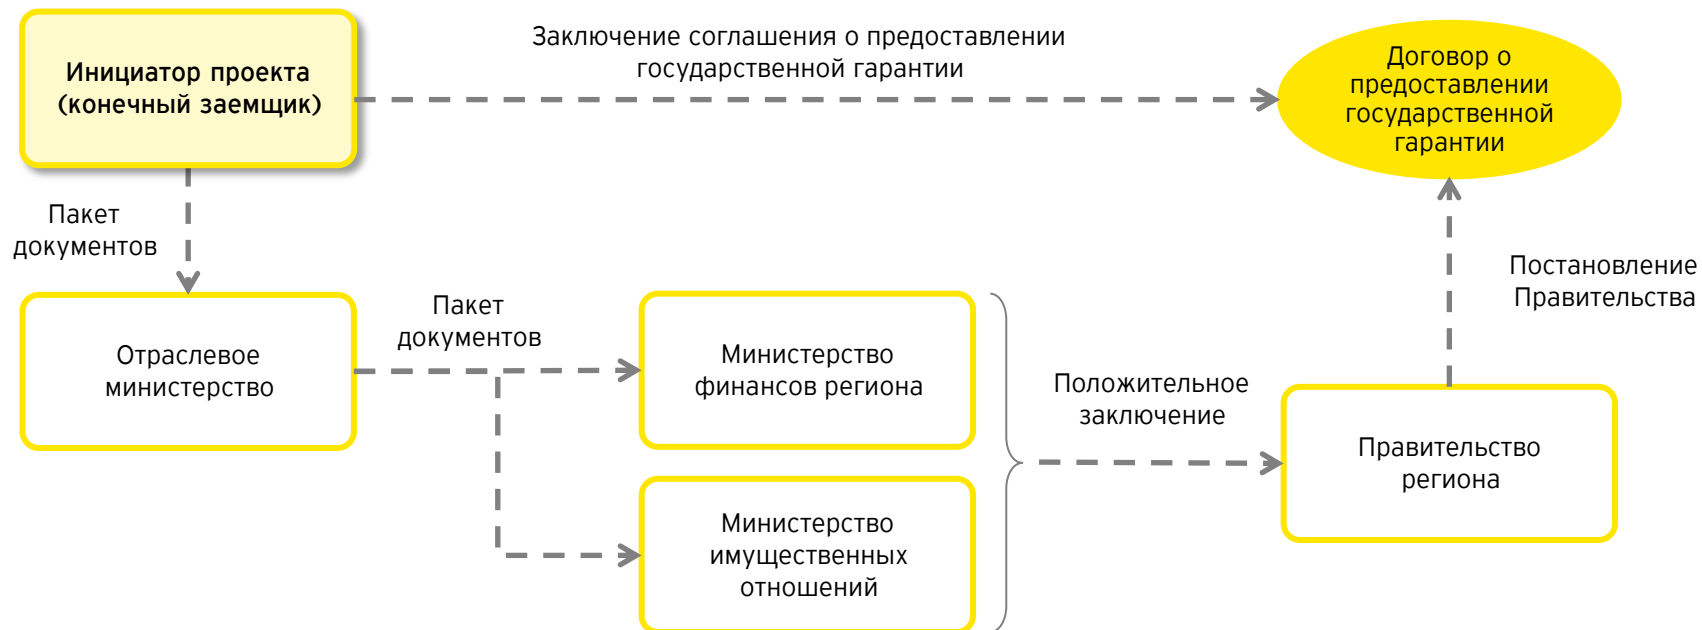 Инициатор проекта
(конечный заемщик)
Заключение соглашения о предоставлении
государственной гарантии
Договор о
предоставлении
государственной
гарантии
Пакет
документов
Постановление
Правительства
Отраслевое
министерство
Пакет
документов
Министерство
финансов региона
Министерство
имущественных
отношений
Положительное
заключение
Правительство
региона